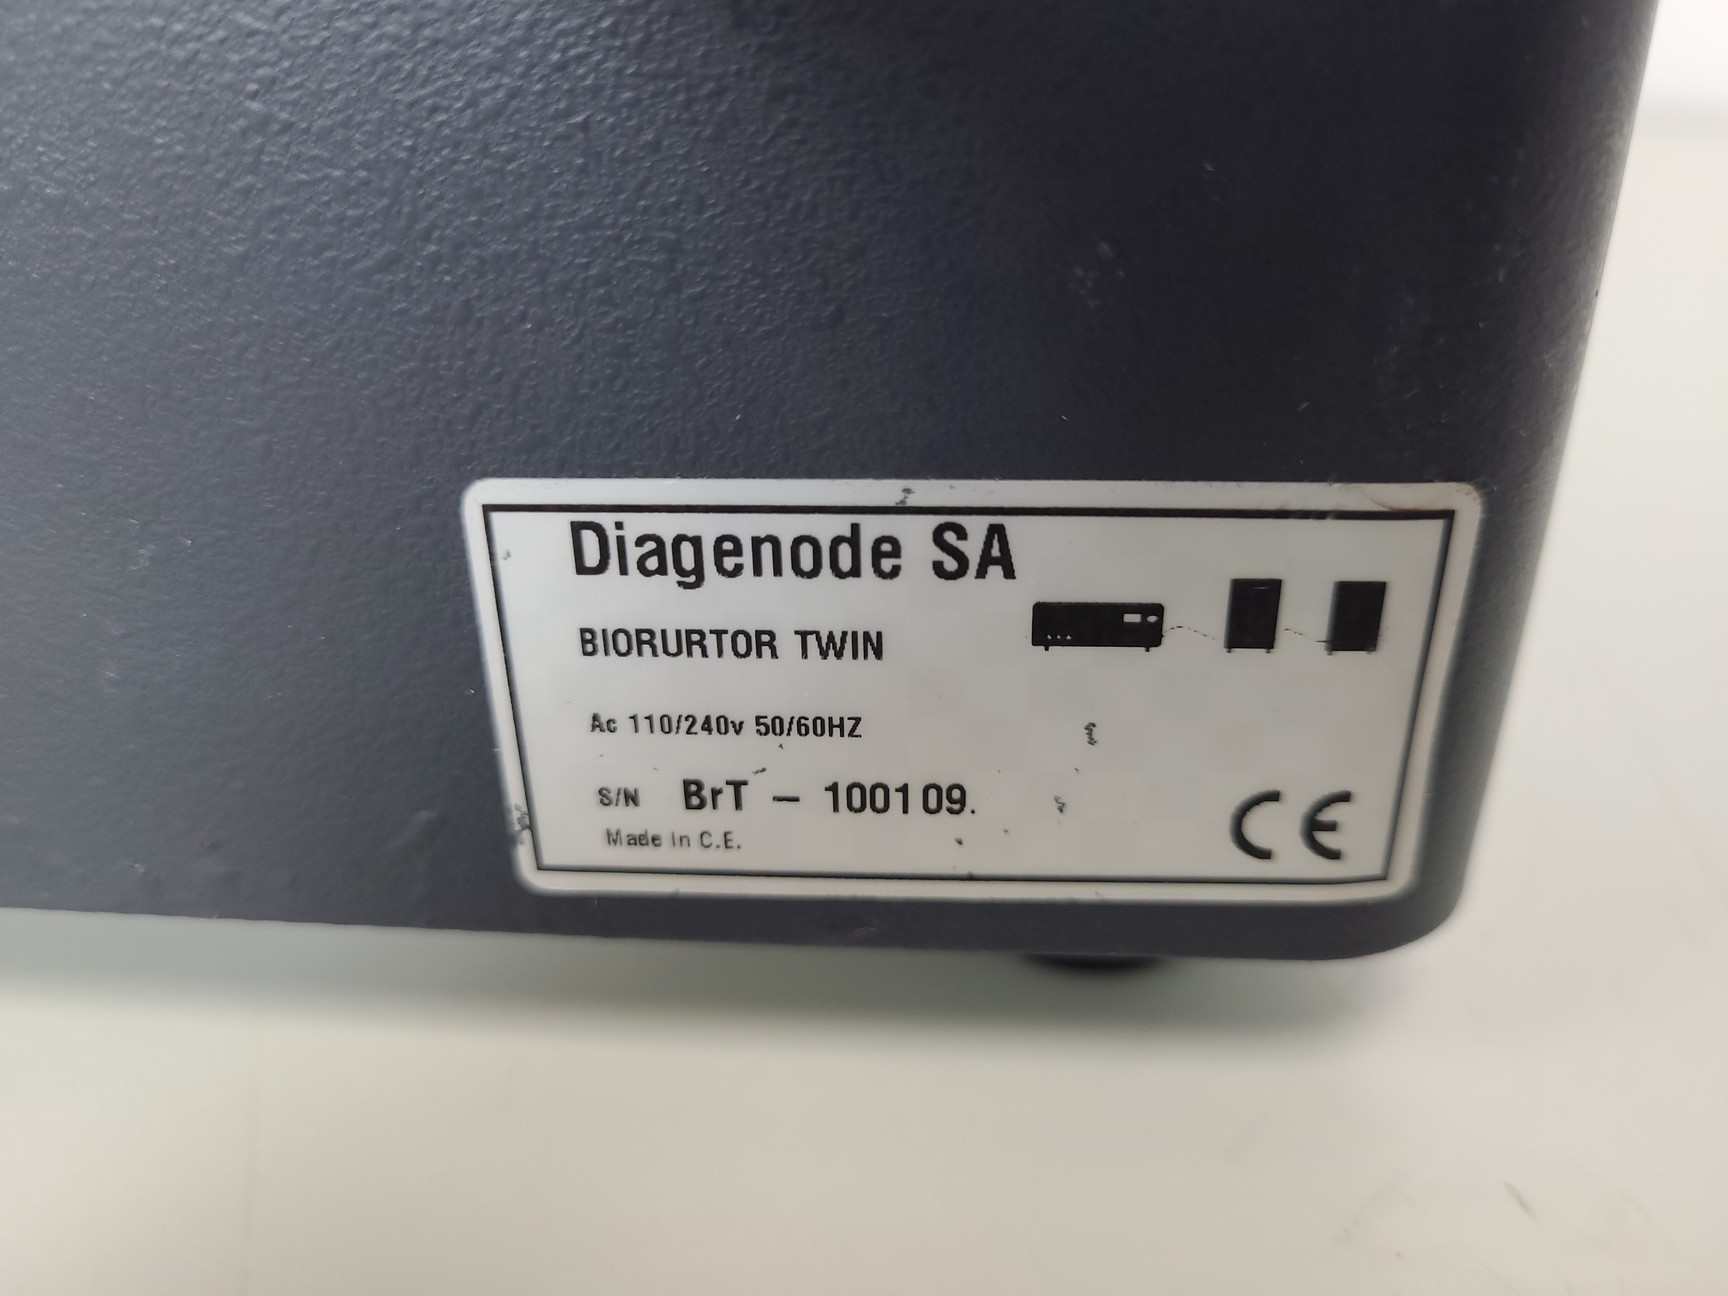 Diagenode SA
BIORURTOR TWIN
Ac 110/240v 50/60HZ
S/N BrT – 100109.
Made in C.E.
CE